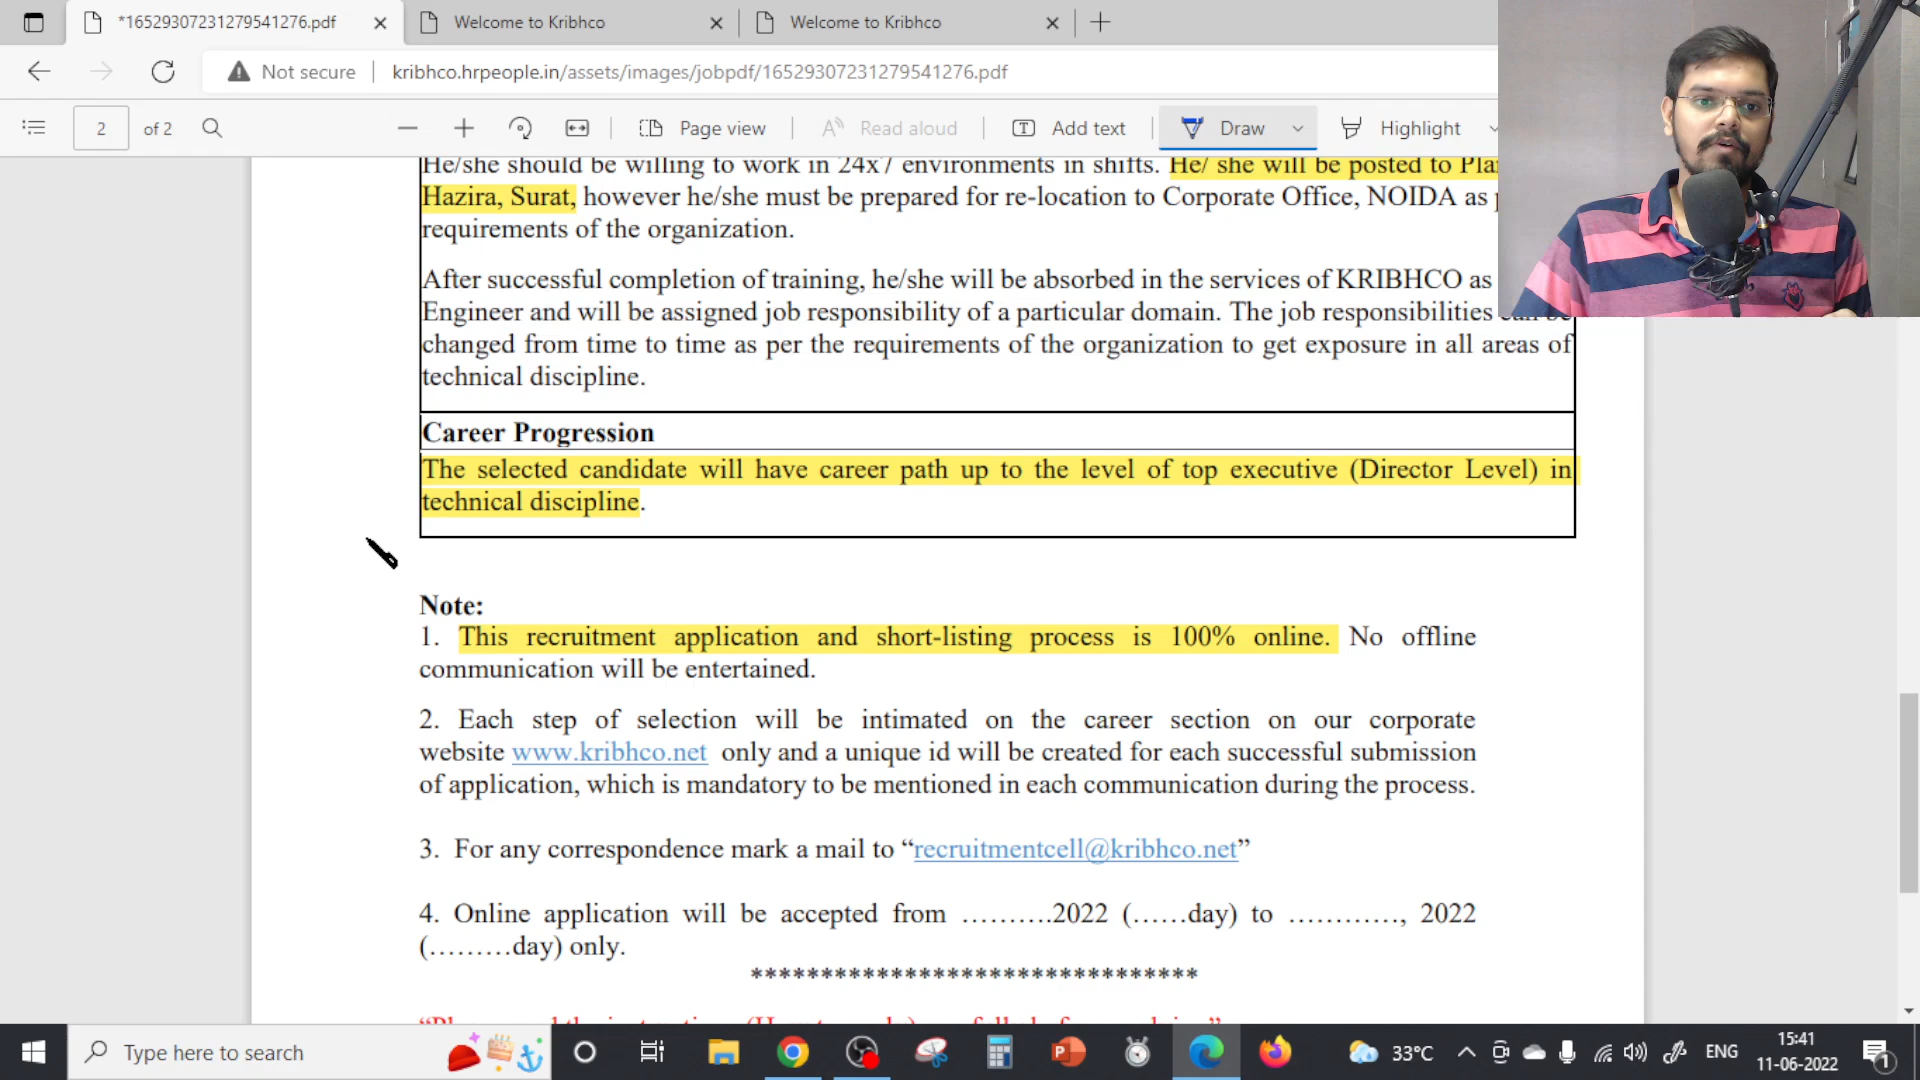 *16529307231279541276.pdf
Welcome to Kribhco
Welcome to Kribhco
Not secure
kribhco.hrpeople.in/assets/images/jobpdf/16529307231279541276.pdf
2 of 2
Page view
Read aloud
Add text
Draw
Highlight
He/she should be willing to work in 24x7 environments in shifts. He/ she will be posted to
Hazira, Surat, however he/she must be prepared for re-location to Corporate Office, NOIDA as
requirements of the organization.
After successful completion of training, he/she will be absorbed in the services of KRIBHCO as
Engineer and will be assigned job responsibility of a particular domain. The job responsibilities can be
changed from time to time as per the requirements of the organization to get exposure in all areas of
technical discipline.
Career Progression
The selected candidate will have career path up to the level of top executive (Director Level) in
technical discipline.
Note:
1. This recruitment application and short-listing process is 100% online. No offline
communication will be entertained.
2. Each step of selection will be intimated on the career section on our corporate
website www.kribhco.net only and a unique id will be created for each successful submission
of application, which is mandatory to be mentioned in each communication during the process.
3. For any correspondence mark a mail to “recruitmentcell@kribhco.net”
4. Online application will be accepted from ……….2022 (……day) to …………, 2022
(………day) only.
********************************
Type here to search
33°C
ENG
15:41
11-06-2022
1